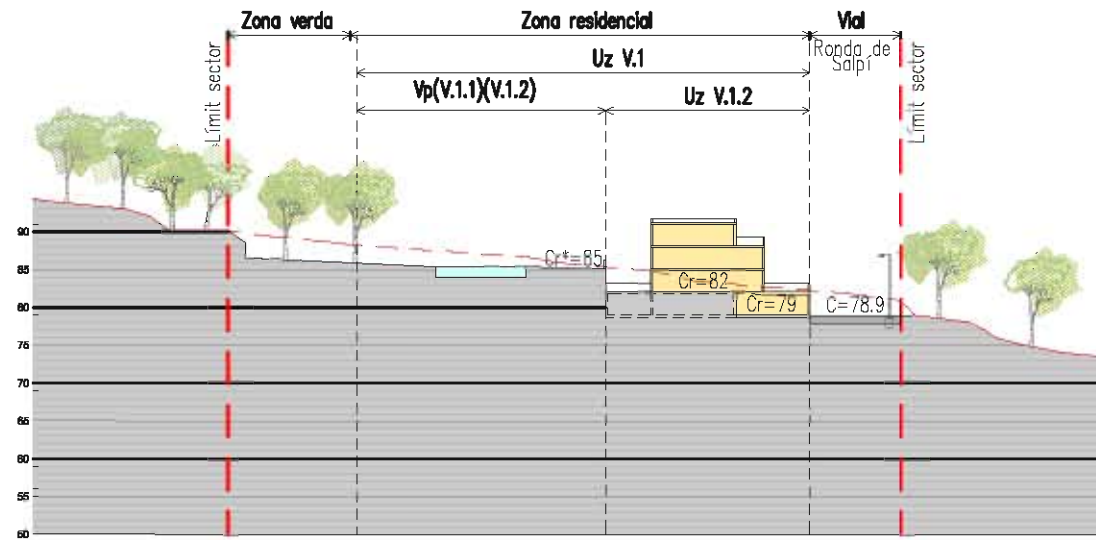 Zona verda
Zona residencial
Vial
Ronda de
Salpí
Uz V.1
Vp(V.1.1)(V.1.2)
Uz V.1.2
Límit sector
Límit sector
Cr*=85
Cr=82
Cr=79
C=78.9
90
85
80
75
70
65
60
55
50